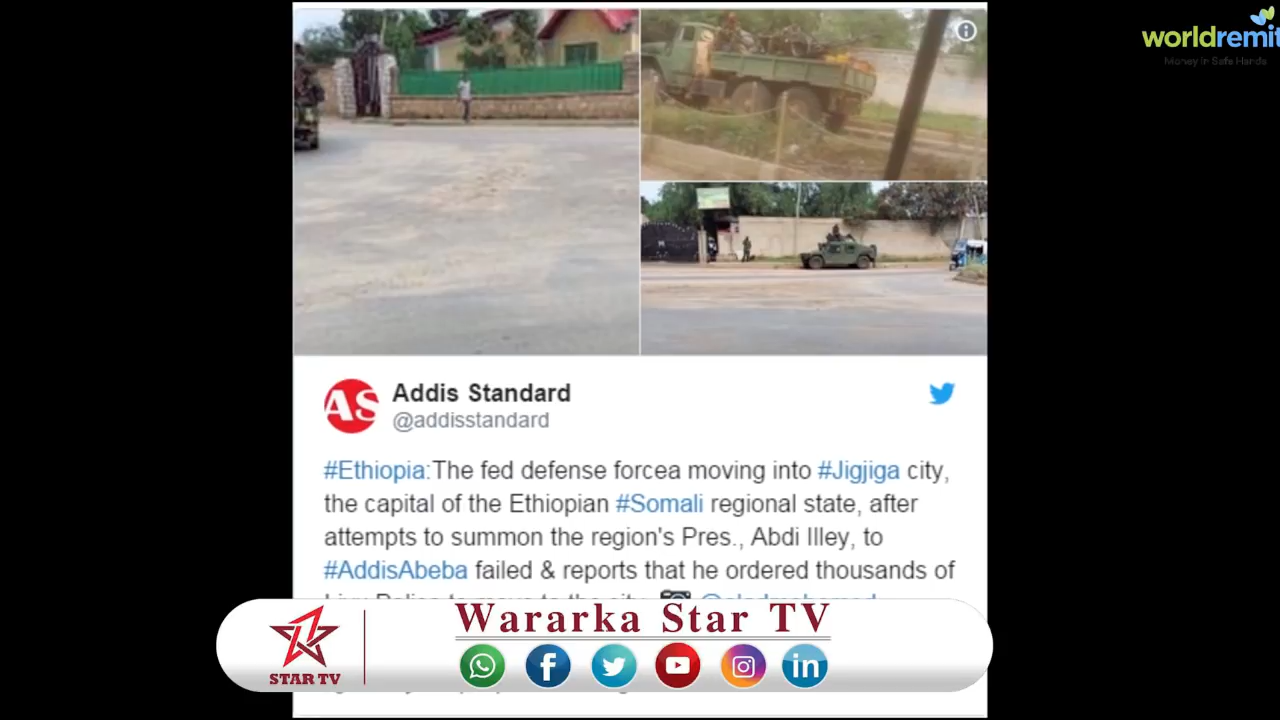 worldremit
Money In Safe Hands
AS
Addis Standard
@addisstandard
#Ethiopia:The fed defense forcea moving into #Jigjiga city,
the capital of the Ethiopian #Somali regional state, after
attempts to summon the region's Pres., Abdi Illey, to
#AddisAbeba failed & reports that he ordered thousands of
Wararka Star TV
STAR TV
in